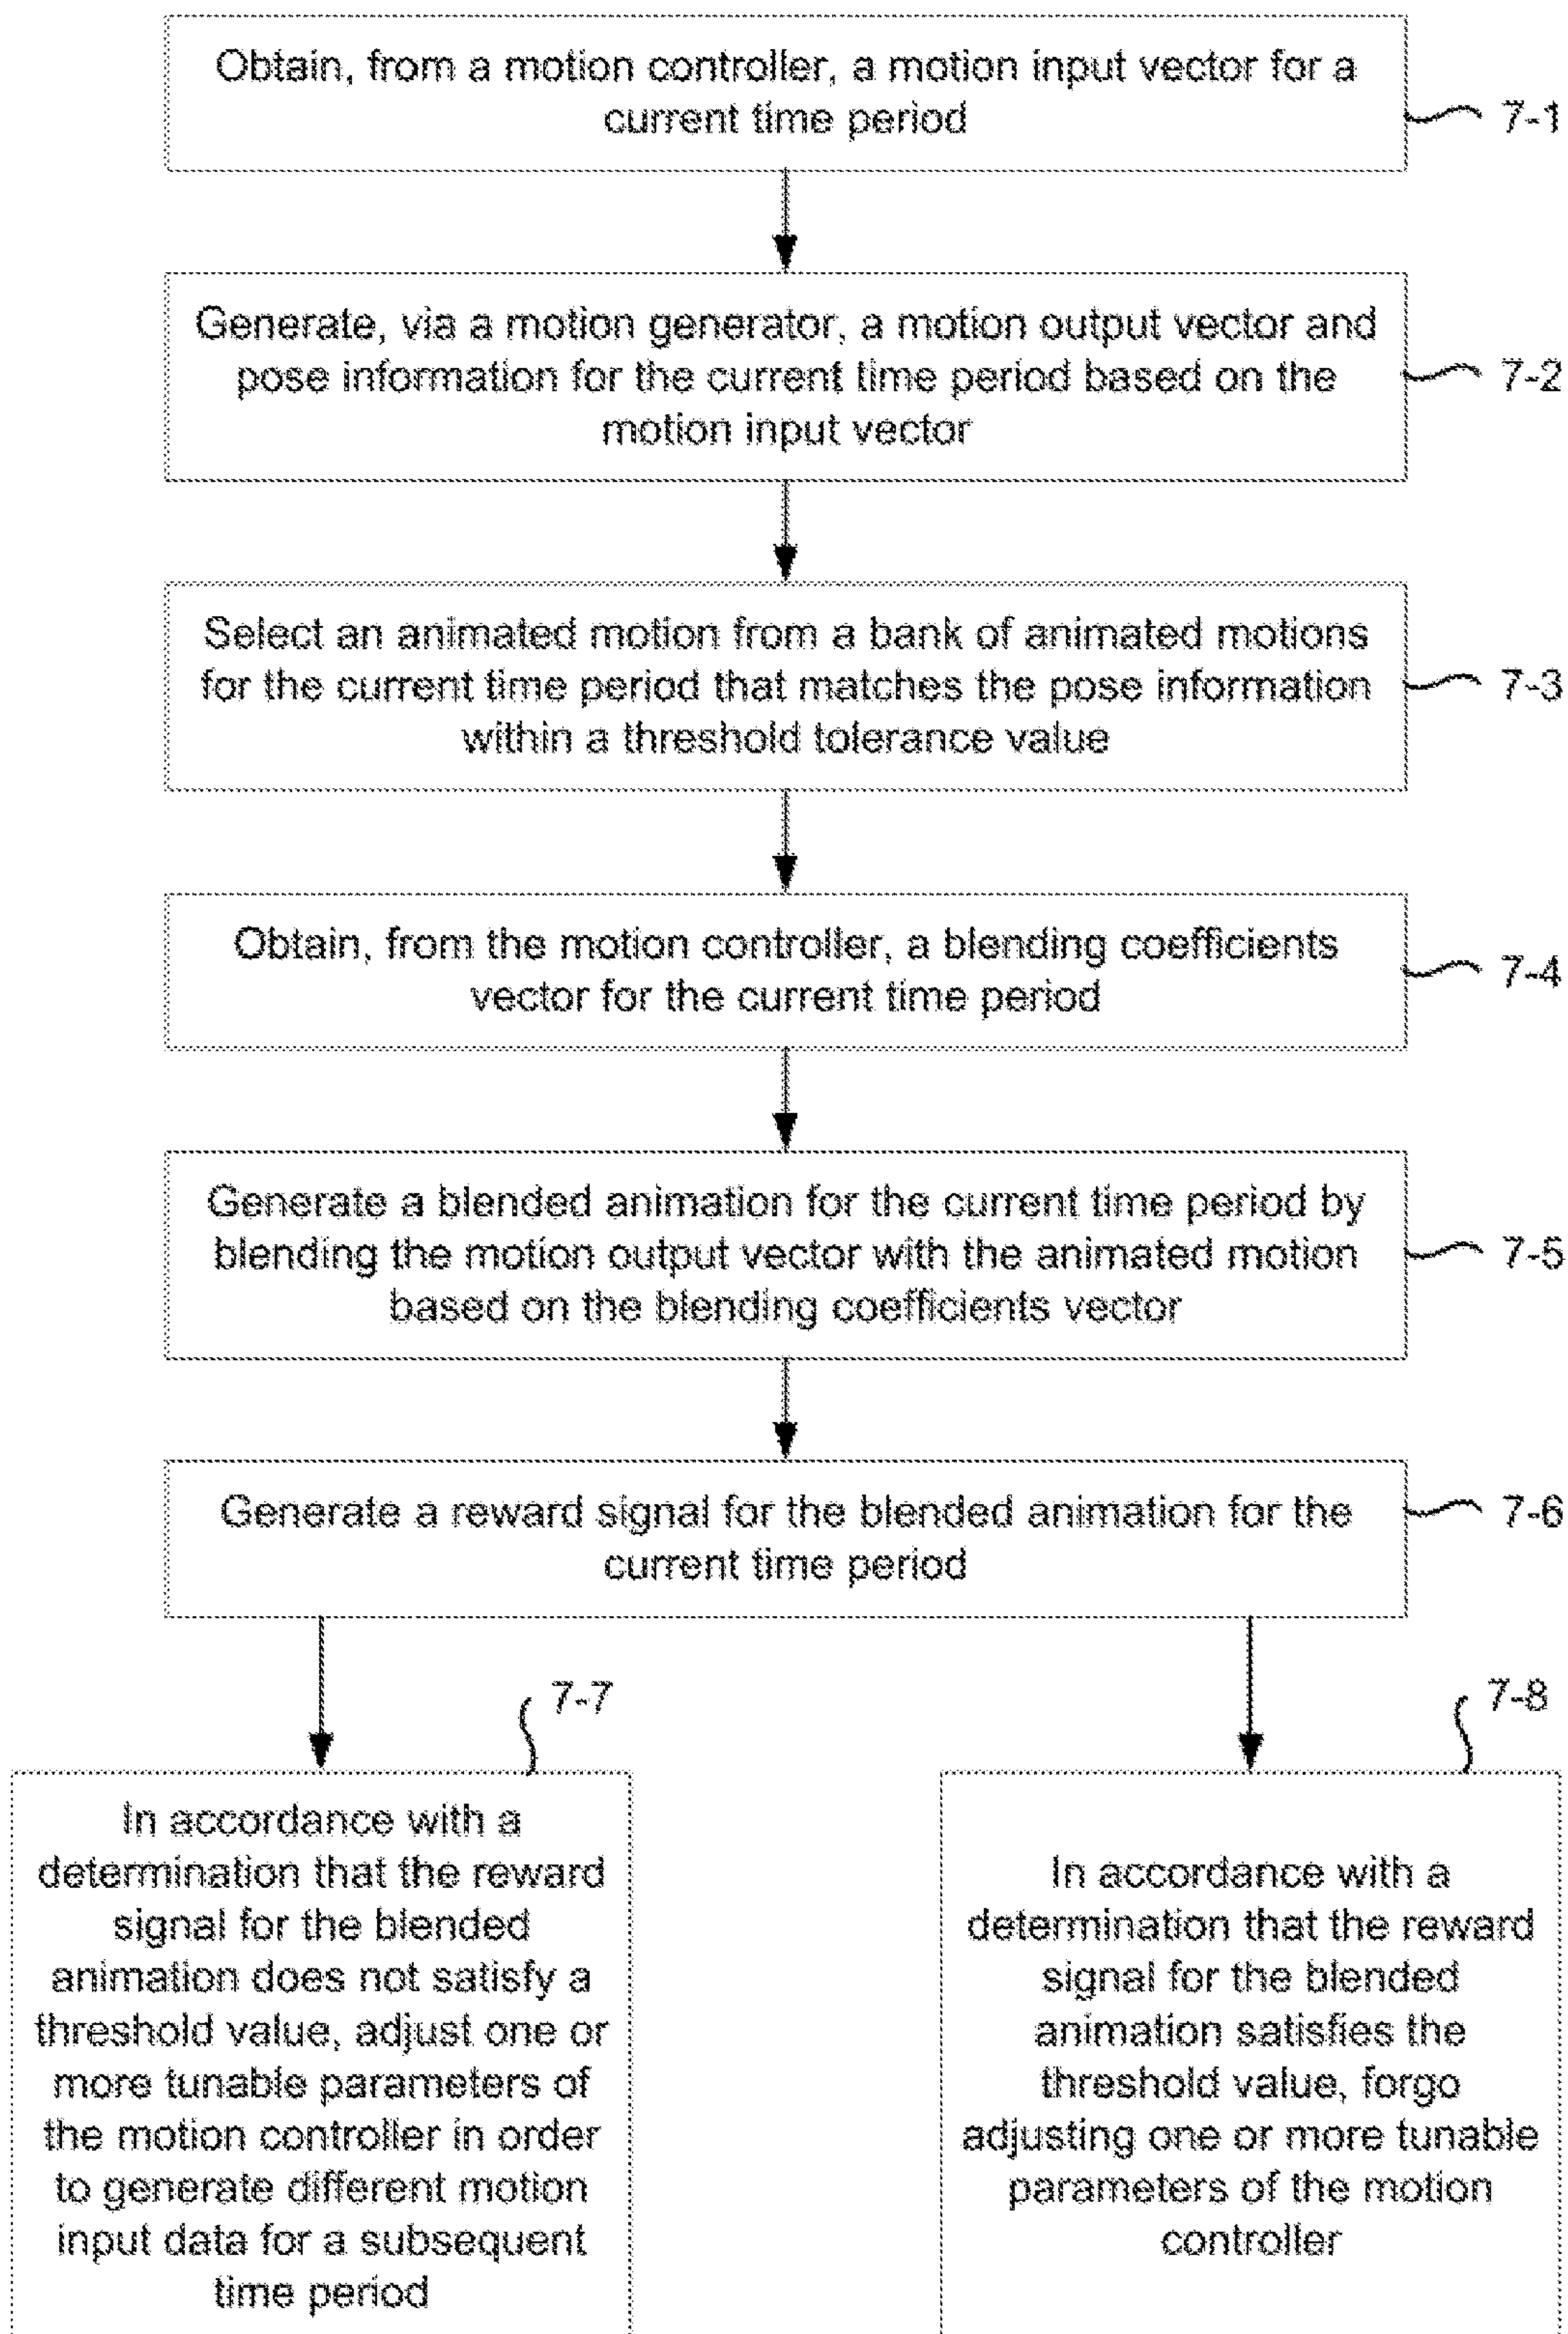 Obtain, from a motion controller, a motion input vector for a
current time period
7-1
Generate, via a motion generator, a motion output vector and
pose information for the current time period based on the
motion input vector
7-2
Select an animated motion from a bank of animated motions
for the current time period that matches the pose information
within a threshold tolerance value
7-3
Obtain, from the motion controller, a blending coefficients
vector for the current time period
7-4
Generate a blended animation for the current time period by
blending the motion output vector with the animated motion
based on the blending coefficients vector
7-5
Generate a reward signal for the blended animation for the
current time period
7-6
7-7
In accordance with a
determination that the reward
signal for the blended
animation does not satisfy a
threshold value, adjust one or
more tunable parameters of
the motion controller in order
to generate different motion
input data for a subsequent
time period
7-8
In accordance with a
determination that the reward
signal for the blended
animation satisfies the
threshold value, forgo
adjusting one or more tunable
parameters of the motion
controller